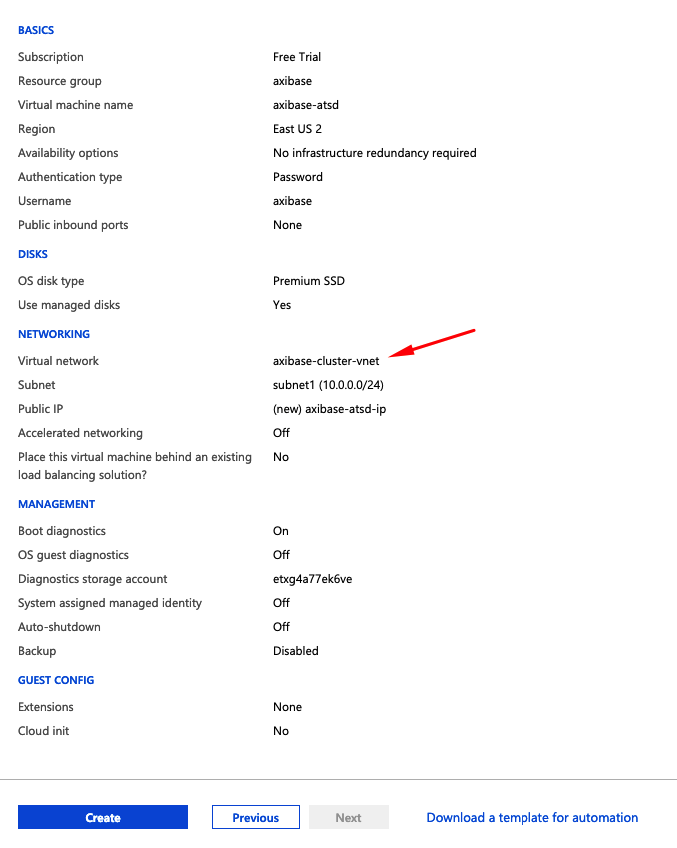 BASICS
Subscription Free Trial
Resource group axibase
Virtual machine name axibase-atsd
Region East US 2
Availability options No infrastructure redundancy required
Authentication type Password
Username axibase
Public inbound ports None
DISKS
OS disk type Premium SSD
Use managed disks Yes
NETWORKING
Virtual network axibase-cluster-vnet
Subnet subnet1 (10.0.0.0/24)
Public IP (new) axibase-atsd-ip
Accelerated networking Off
Place this virtual machine behind an existing No
load balancing solution?
MANAGEMENT
Boot diagnostics On
OS guest diagnostics Off
Diagnostics storage account etxg4a77ek6ve
System assigned managed identity Off
Auto-shutdown Off
Backup Disabled
GUEST CONFIG
Extensions None
Cloud init No
Create Previous Next Download a template for automation